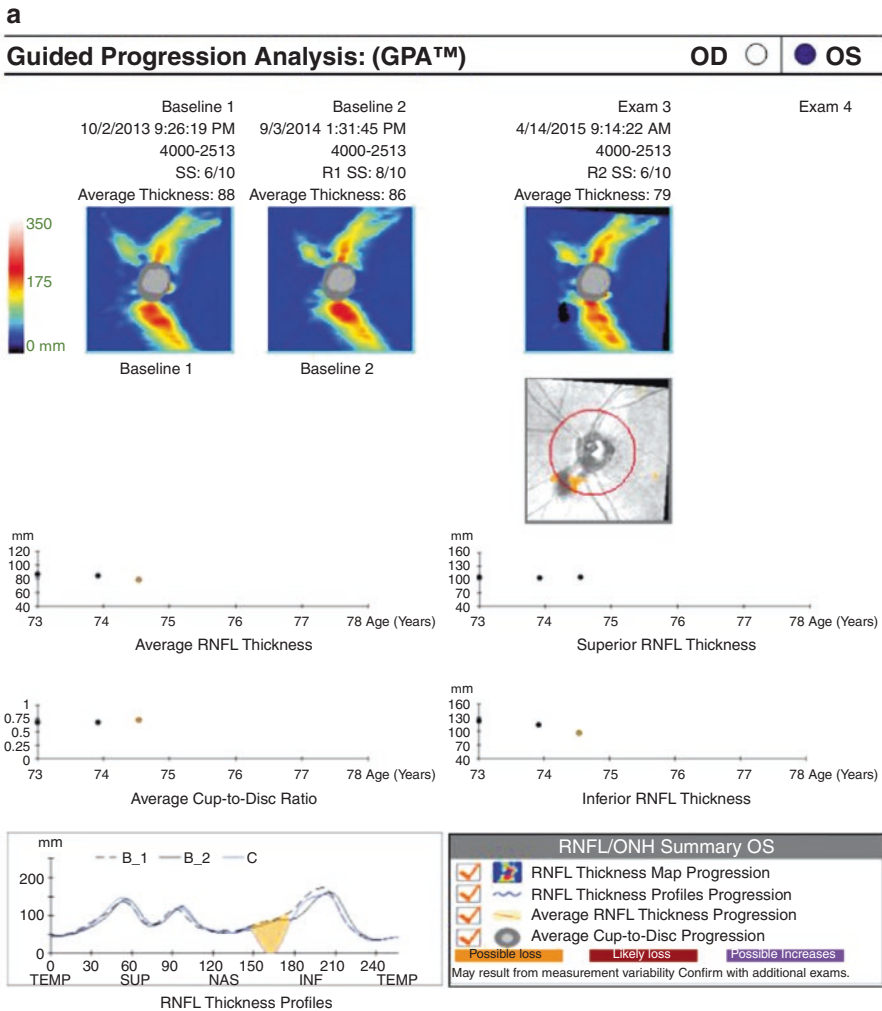 a
Guided Progression Analysis: (GPA™) OD OS
Baseline 1 Baseline 2 Exam 3 Exam 4
10/2/2013 9:26:19 PM 9/3/2014 1:31:45 PM 4/14/2015 9:14:22 AM
4000-2513 4000-2513 4000-2513
SS: 6/10 R1 SS: 8/10 R2 SS: 6/10
Average Thickness: 88 Average Thickness: 86 Average Thickness: 79
350
175
0 mm
Baseline 1 Baseline 2
mm
120
100
80
60
40
73 74 75 76 77 78 Age (Years)
Average RNFL Thickness
mm
160
130
100
70
40
73 74 75 76 77 78 Age (Years)
Superior RNFL Thickness
1
0.75
0.5
0.25
0
73 74 75 76 77 78 Age (Years)
Average Cup-to-Disc Ratio
mm
160
130
100
70
40
73 74 75 76 77 78 Age (Years)
Inferior RNFL Thickness
mm
B_1 B_2 C
200
100
0
0 30 60 90 120 150 180 210 240
TEMP SUP NAS INF TEMP
RNFL Thickness Profiles
RNFL/ONH Summary OS
RNFL Thickness Map Progression
RNFL Thickness Profiles Progression
Average RNFL Thickness Progression
Average Cup-to-Disc Progression
Possible loss Likely loss Possible Increases
May result from measurement variability Confirm with additional exams.